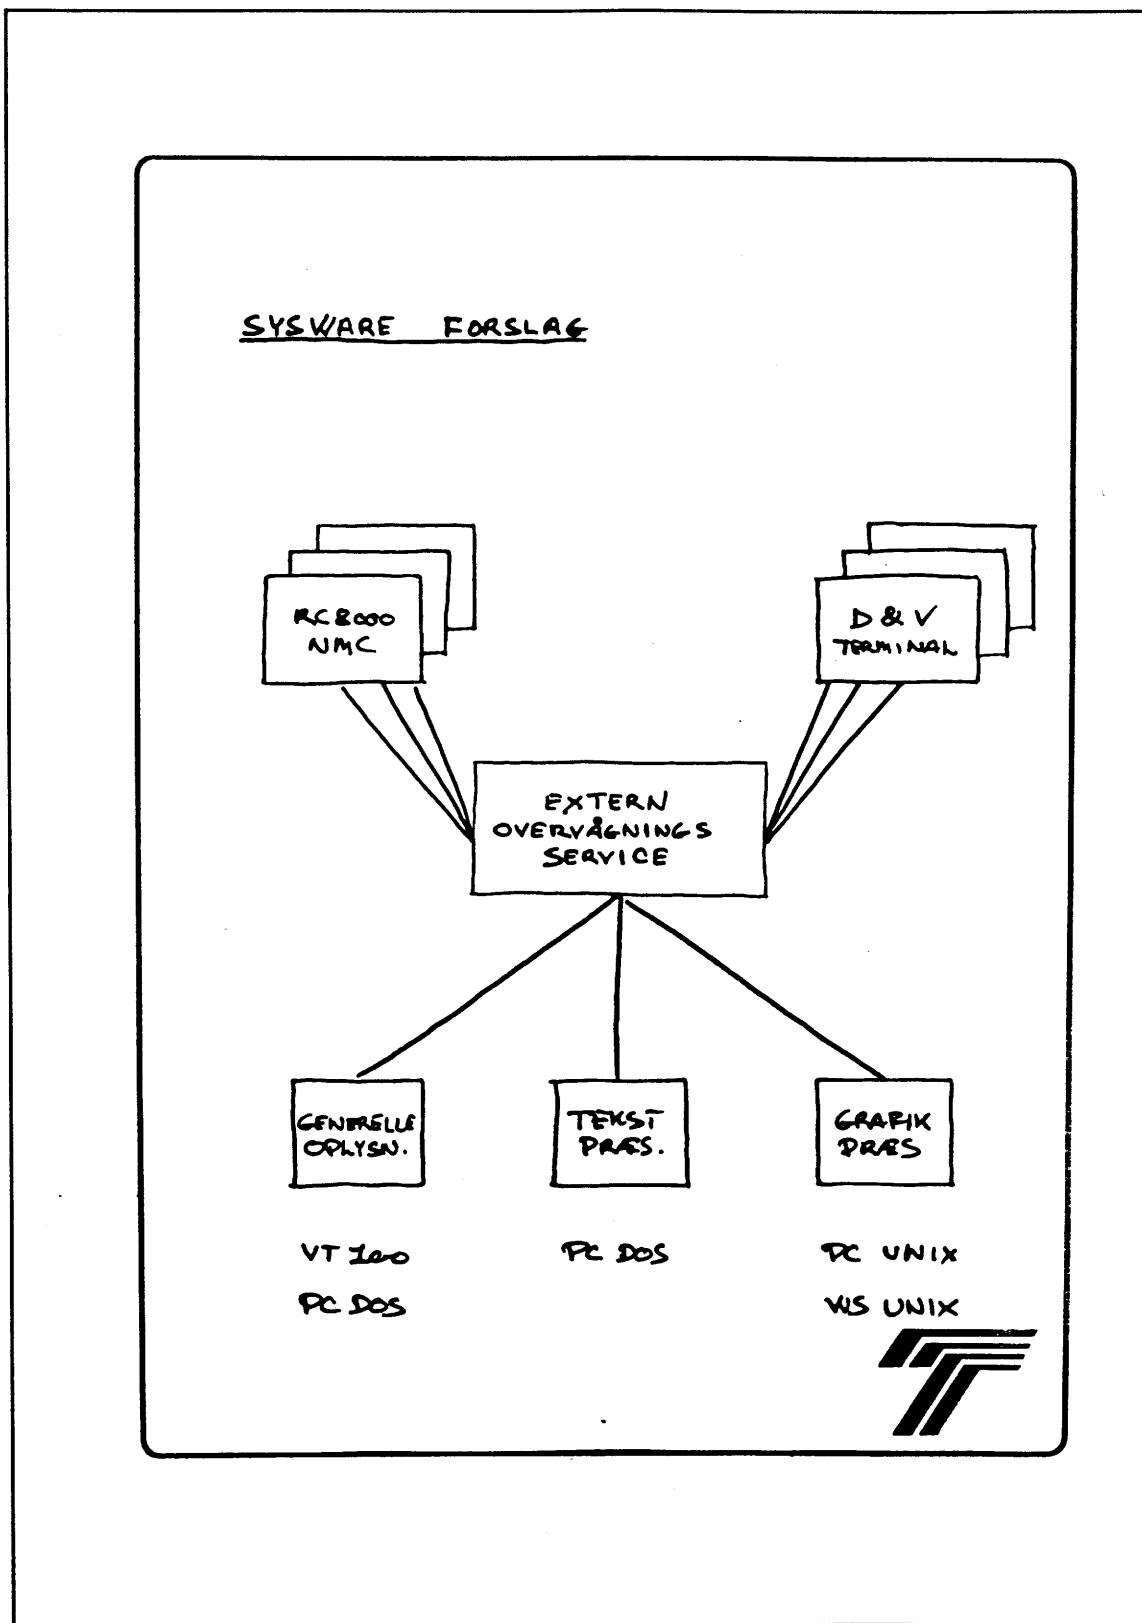 SYSWARE FORSLAG
RC8000
NMC
D & V
TERMINAL
EXTERN
OVERVÅGNINGS
SERVICE
GENERELLE
OPLYSN.
TEKST
PRÆS.
GRAFIK
PRÆS
VT 100
PC DOS
PC DOS
PC UNIX
WS UNIX